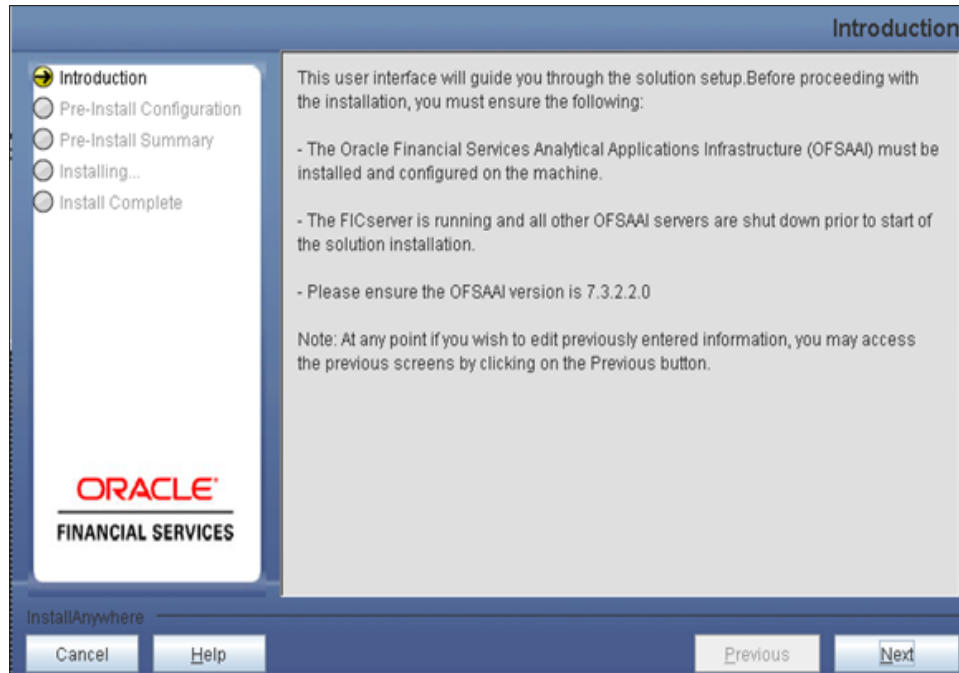 Introduction
Introduction
Pre-Install Configuration
Pre-Install Summary
Installing...
Install Complete
This user interface will guide you through the solution setup.Before proceeding with
the installation, you must ensure the following:
- The Oracle Financial Services Analytical Applications Infrastructure (OFSAAI) must be
installed and configured on the machine.
- The FICserver is running and all other OFSAAI servers are shut down prior to start of
the solution installation.
- Please ensure the OFSAAI version is 7.3.2.2.0
Note: At any point if you wish to edit previously entered information, you may access
the previous screens by clicking on the Previous button.
ORACLE
FINANCIAL SERVICES
InstallAnywhere
Cancel
Help
Previous
Next